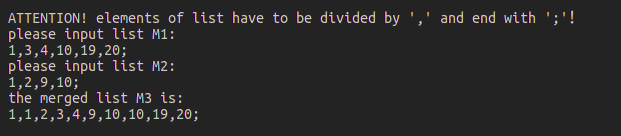 ATTENTION! elements of list have to be divided by ',' and end with ';'!
please input list M1:
1,3,4,10,19,20;
please input list M2:
1,2,9,10;
the merged list M3 is:
1,1,2,3,4,9,10,10,19,20;